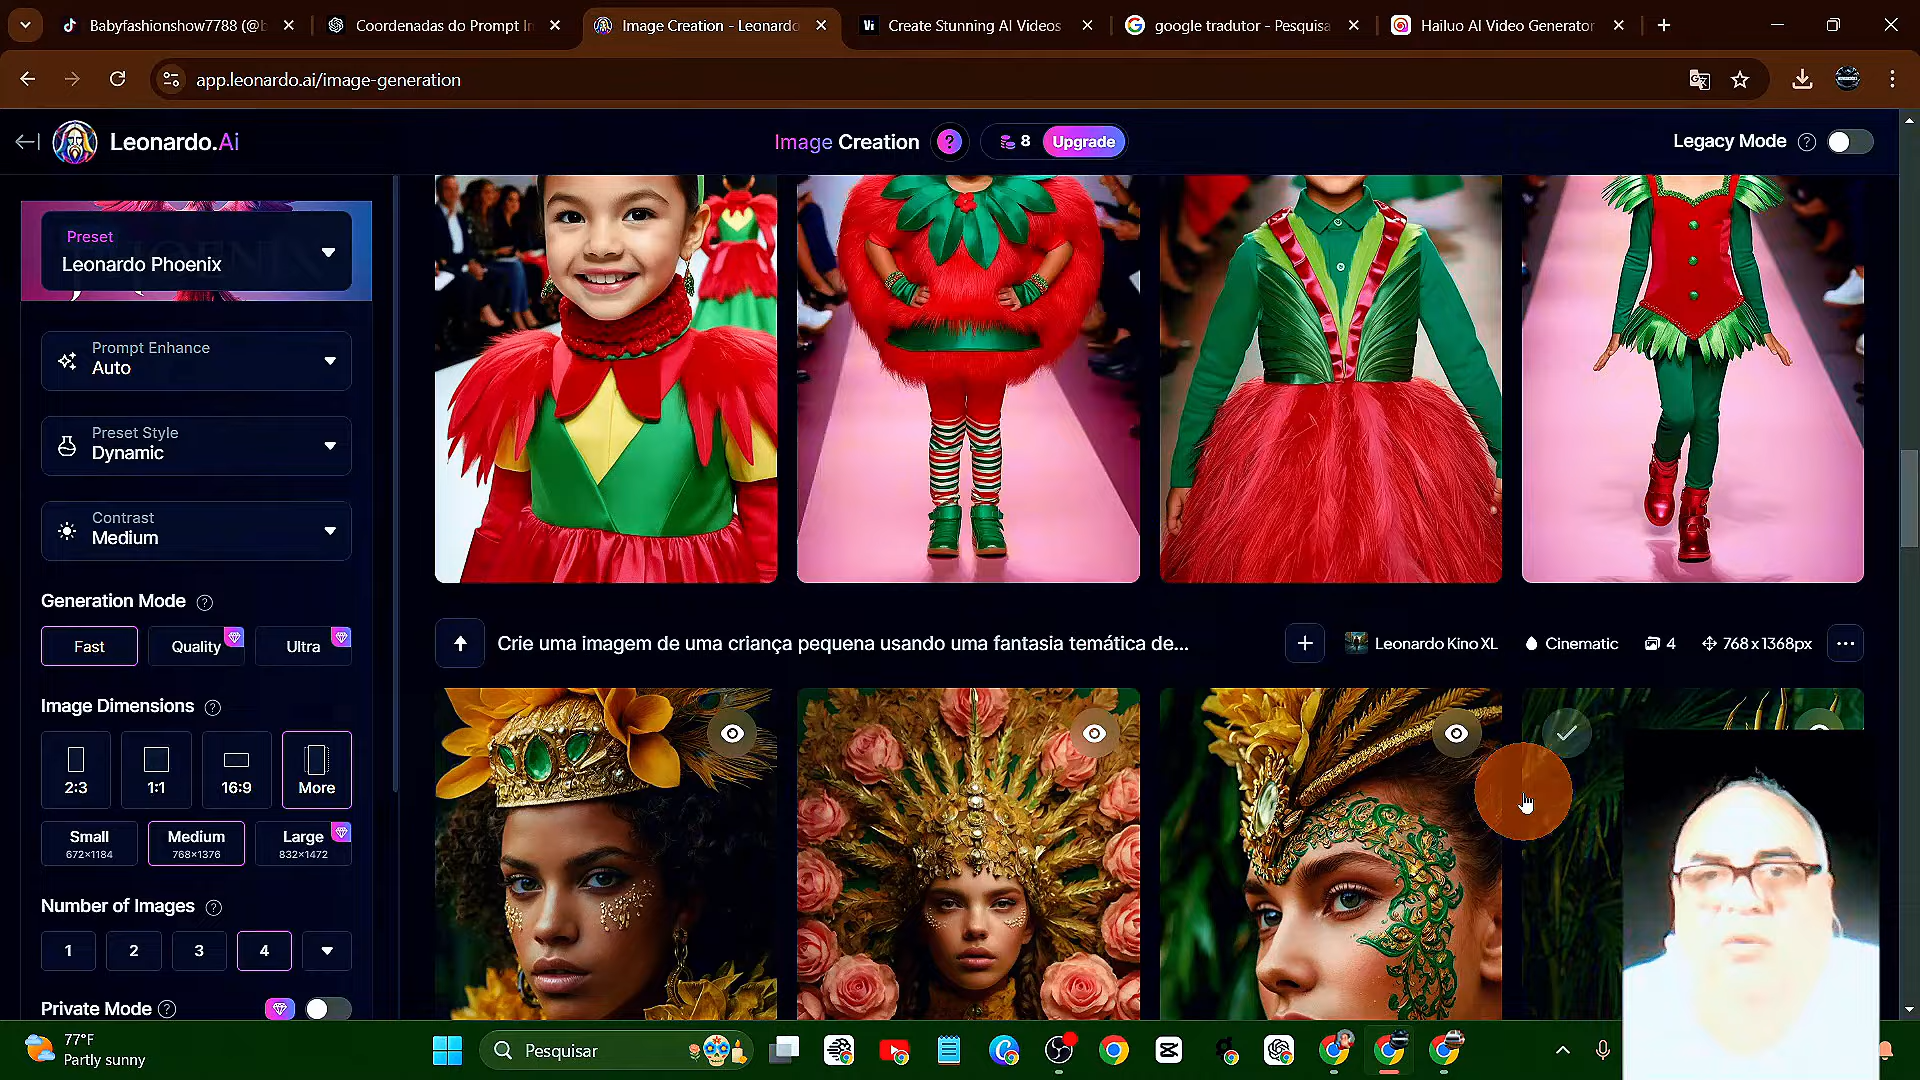 Babyfashionshow7788 (@b
Coordenadas do Prompt In
Image Creation - Leonardo
Create Stunning AI Videos
google tradutor - Pesquisa
Hailuo AI Video Generator
app.leonardo.ai/image-generation
Leonardo.Ai
Image Creation
?
8
Upgrade
Legacy Mode
Preset
Leonardo Phoenix
Prompt Enhance
Auto
Preset Style
Dynamic
Contrast
Medium
Generation Mode
Fast
Quality
Ultra
Image Dimensions
2:3
1:1
16:9
More
Small
672×1184
Medium
768×1376
Large
832×1472
Number of Images
1
2
3
4
Private Mode
Crie uma imagem de uma criança pequena usando uma fantasia temática de...
Leonardo Kino XL
Cinematic
4
768 x 1368px
77°F
Partly sunny
Pesquisar